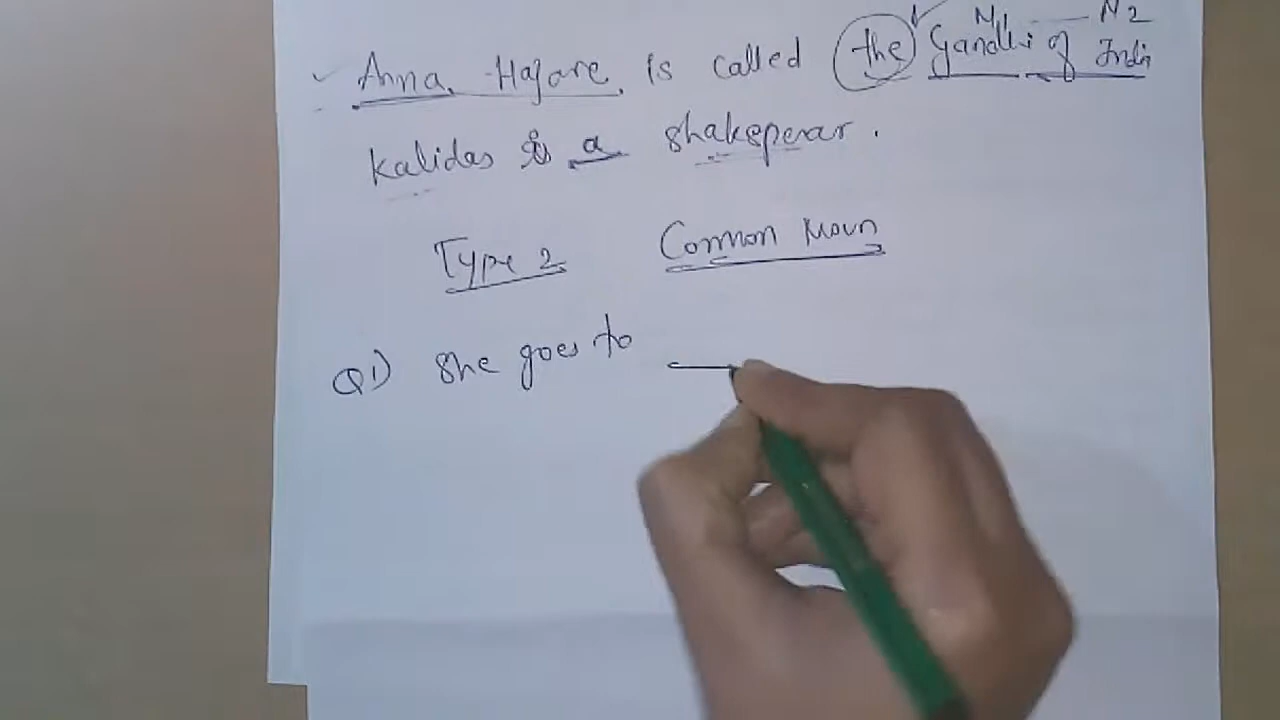 N1 N2
Anna Hajare is called the Gandhi of India
Kalidas is a shakspear.
Type 2 Common Noun
Q1) She goes to